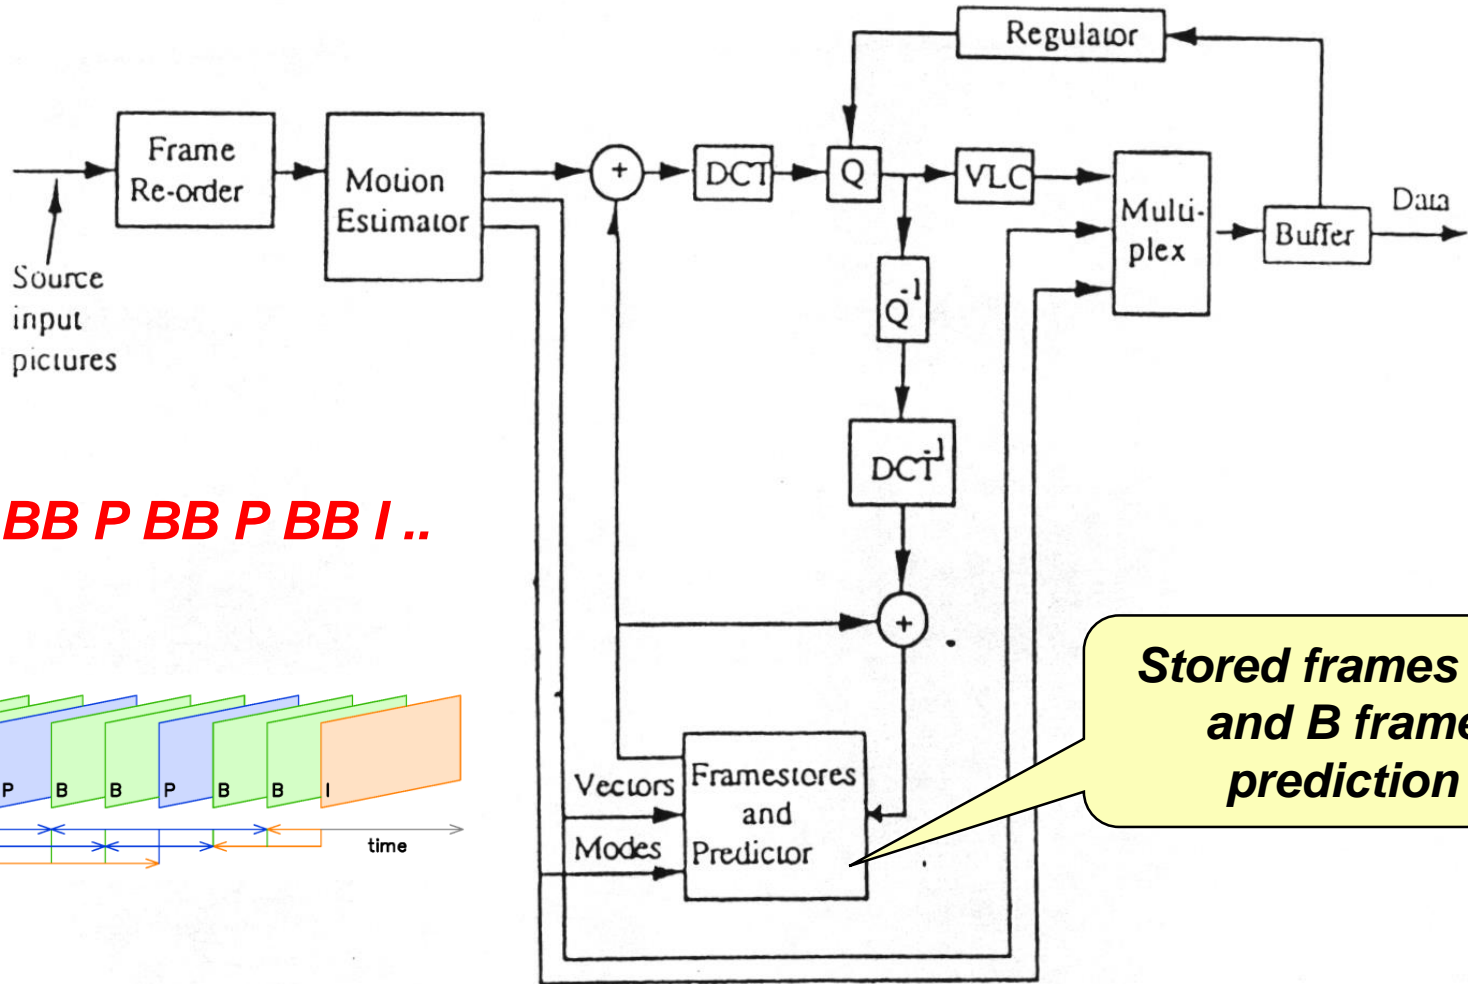 Regulator
Frame
Re-order
Motion
Estimator
+
DCT
Q
VLC
Multi-
plex
Buffer
Data
Source
input
pictures
Q-1
DCT-1
+
BB P BB P BB I ..
P B B P B B I
time
Vectors
Modes
Framestores
and
Predictor
Stored frames
and B frame
prediction